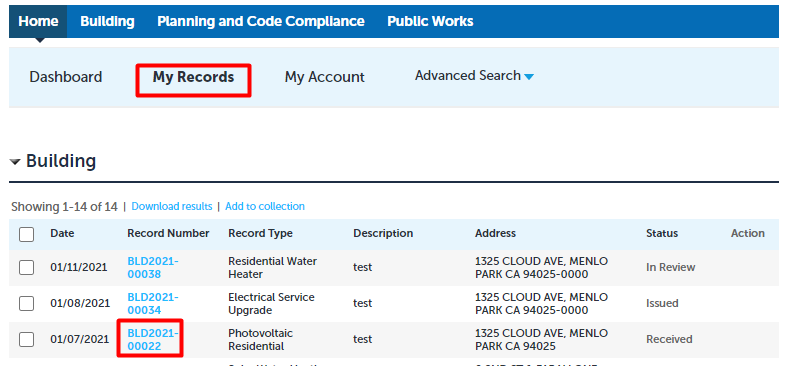 Home Building Planning and Code Compliance Public Works
Dashboard My Records My Account Advanced Search
Building
Showing 1-14 of 14 | Download results | Add to collection
Date Record Number Record Type Description Address Status Action
01/11/2021 BLD2021-00038 Residential Water Heater test 1325 CLOUD AVE, MENLO PARK CA 94025-0000 In Review
01/08/2021 BLD2021-00034 Electrical Service Upgrade test 1325 CLOUD AVE, MENLO PARK CA 94025-0000 Issued
01/07/2021 BLD2021-00022 Photovoltaic Residential test 1325 CLOUD AVE, MENLO PARK CA 94025 Received